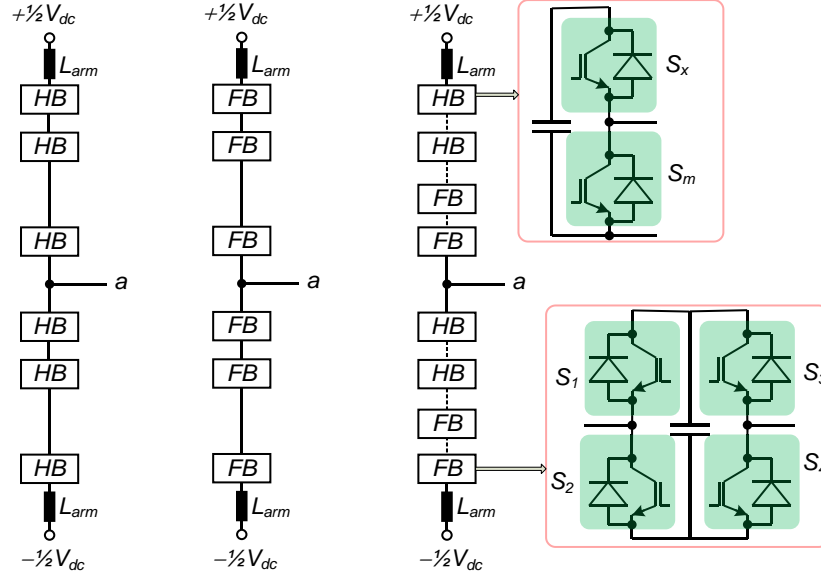 +½V_dc +½V_dc +½V_dc
L_arm L_arm L_arm
HB FB HB
HB FB HB
FB
HB FB FB
a a a
HB FB HB
HB FB HB
FB
HB FB FB
L_arm L_arm L_arm
−½V_dc −½V_dc −½V_dc
S_x
S_m
S_1
S_2